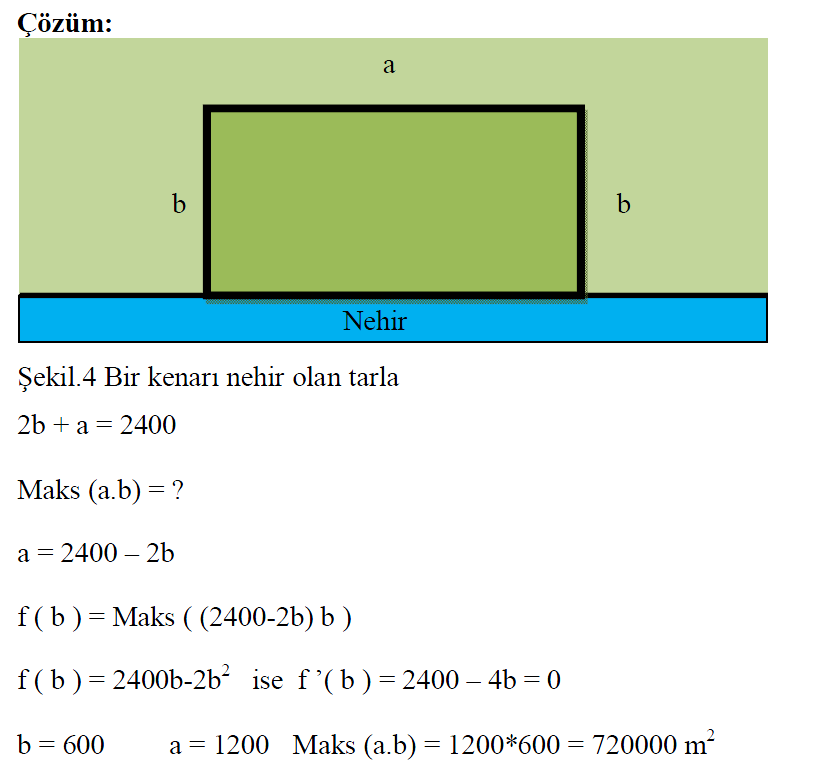 Çözüm:
a
b b
Nehir
Şekil.4 Bir kenarı nehir olan tarla
2b + a = 2400
Maks (a.b) = ?
a = 2400 – 2b
f ( b ) = Maks ( (2400-2b) b )
f ( b ) = 2400b-2b² ise f ’( b ) = 2400 – 4b = 0
b = 600 a = 1200 Maks (a.b) = 1200*600 = 720000 m²